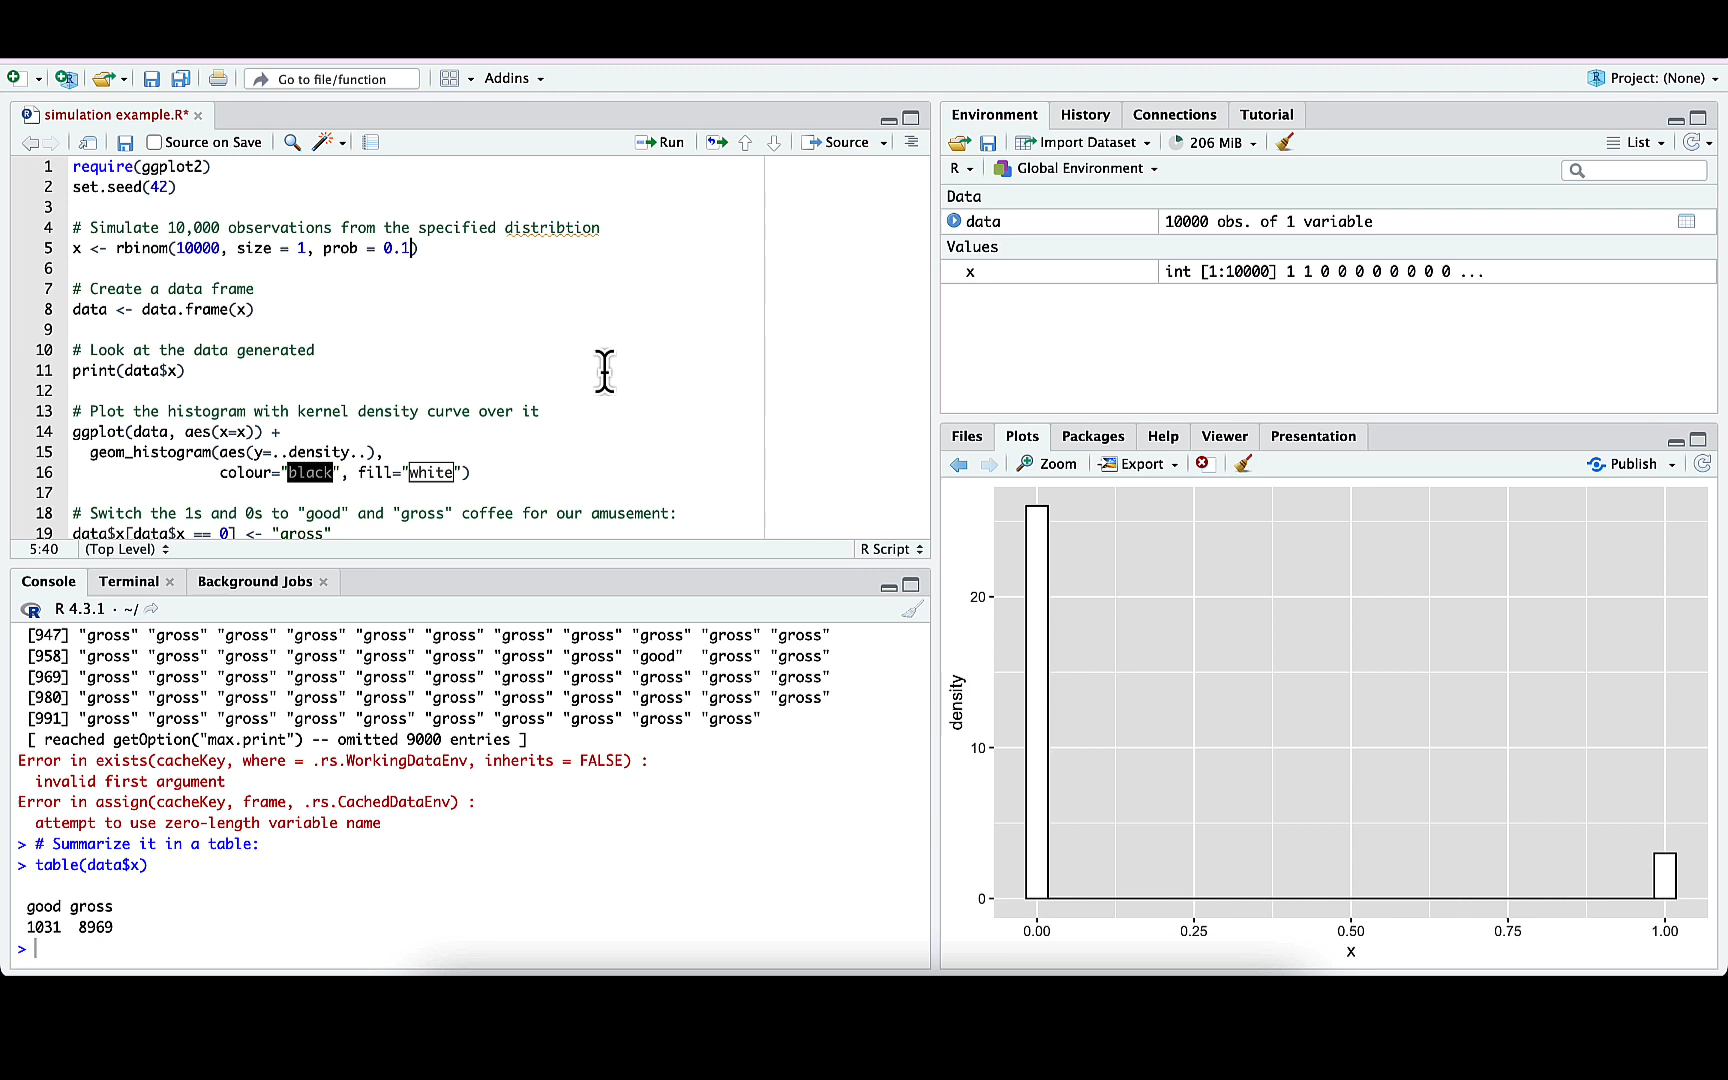 Go to file/function
Addins
Project: (None)
simulation example.R*
Source on Save
Run
Source
1 require(ggplot2)
2 set.seed(42)
3
4 # Simulate 10,000 observations from the specified distribtion
5 x <- rbinom(10000, size = 1, prob = 0.1)
6
7 # Create a data frame
8 data <- data.frame(x)
9
10 # Look at the data generated
11 print(data$x)
12
13 # Plot the histogram with kernel density curve over it
14 ggplot(data, aes(x=x)) +
15 geom_histogram(aes(y=..density..),
16 colour="black", fill="white")
17
18 # Switch the 1s and 0s to "good" and "gross" coffee for our amusement:
19 data$x[data$x == 0] <- "gross"
5:40 (Top Level) R Script
Console Terminal Background Jobs
R 4.3.1 · ~/
[947] "gross" "gross" "gross" "gross" "gross" "gross" "gross" "gross" "gross" "gross" "gross"
[958] "gross" "gross" "gross" "gross" "gross" "gross" "gross" "gross" "good" "gross" "gross"
[969] "gross" "gross" "gross" "gross" "gross" "gross" "gross" "gross" "gross" "gross" "gross"
[980] "gross" "gross" "gross" "gross" "gross" "gross" "gross" "gross" "gross" "gross" "gross"
[991] "gross" "gross" "gross" "gross" "gross" "gross" "gross" "gross" "gross" "gross"
[ reached getOption("max.print") -- omitted 9000 entries ]
Error in exists(cacheKey, where = .rs.WorkingDataEnv, inherits = FALSE) :
invalid first argument
Error in assign(cacheKey, frame, .rs.CachedDataEnv) :
attempt to use zero-length variable name
> # Summarize it in a table:
> table(data$x)
good gross
1031 8969
>
Environment History Connections Tutorial
Import Dataset 206 MiB List
R Global Environment
Data
data 10000 obs. of 1 variable
Values
x int [1:10000] 1 1 0 0 0 0 0 0 0 0 ...
Files Plots Packages Help Viewer Presentation
Zoom Export Publish
20
10
0
density
0.00 0.25 0.50 0.75 1.00
x